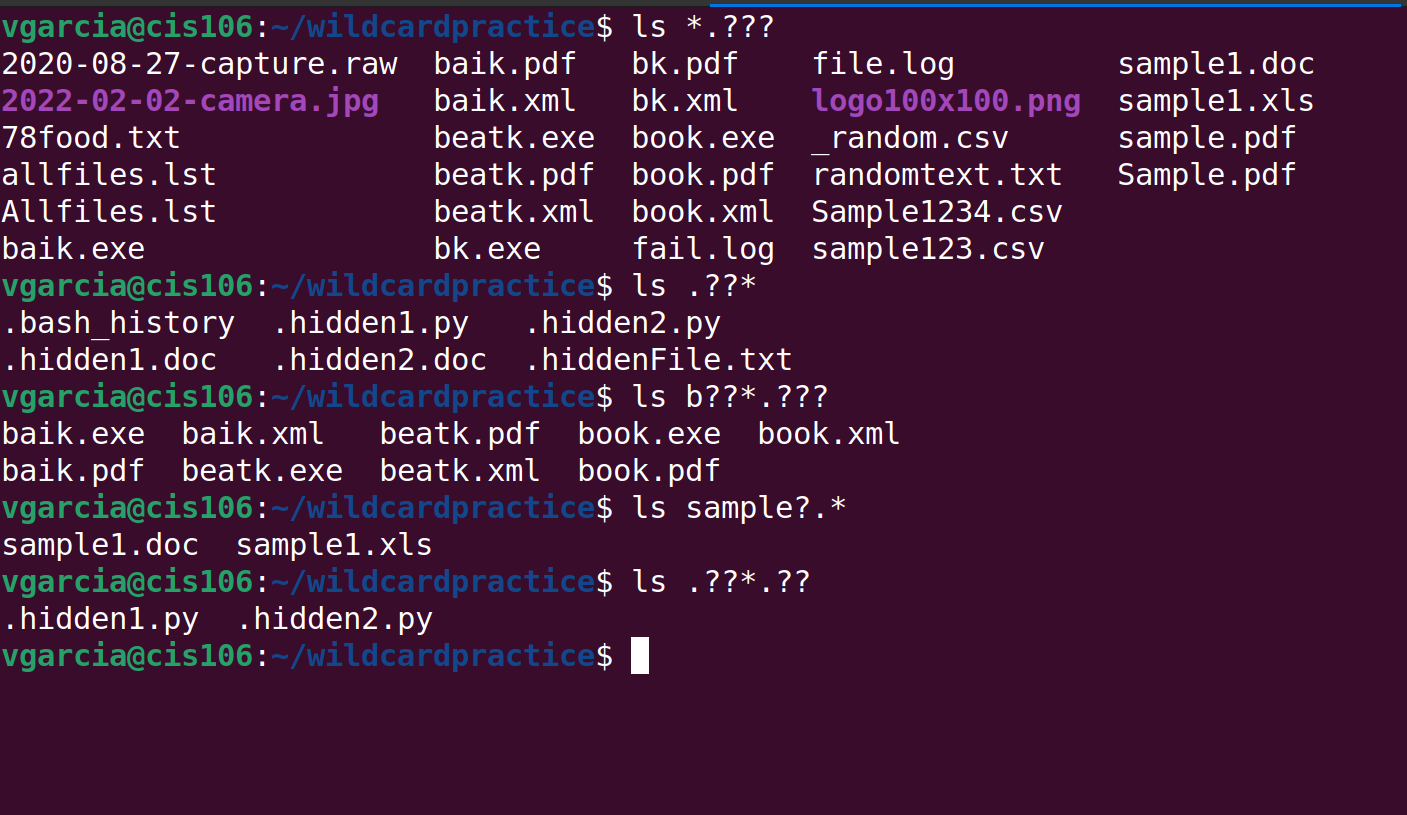 vgarcia@cis106:~/wildcardpractice$ ls *.???
2020-08-27-capture.raw  baik.pdf   bk.pdf    file.log         sample1.doc
2022-02-02-camera.jpg   baik.xml   bk.xml    logo100x100.png  sample1.xls
78food.txt              beatk.exe  book.exe  _random.csv      sample.pdf
allfiles.lst            beatk.pdf  book.pdf  randomtext.txt   Sample.pdf
Allfiles.lst            beatk.xml  book.xml  Sample1234.csv
baik.exe                bk.exe     fail.log  sample123.csv
vgarcia@cis106:~/wildcardpractice$ ls .??*
.bash_history  .hidden1.py   .hidden2.py
.hidden1.doc   .hidden2.doc  .hiddenFile.txt
vgarcia@cis106:~/wildcardpractice$ ls b??*.???
baik.exe  baik.xml   beatk.pdf  book.exe  book.xml
baik.pdf  beatk.exe  beatk.xml  book.pdf
vgarcia@cis106:~/wildcardpractice$ ls sample?.*
sample1.doc  sample1.xls
vgarcia@cis106:~/wildcardpractice$ ls .??*.??
.hidden1.py  .hidden2.py
vgarcia@cis106:~/wildcardpractice$